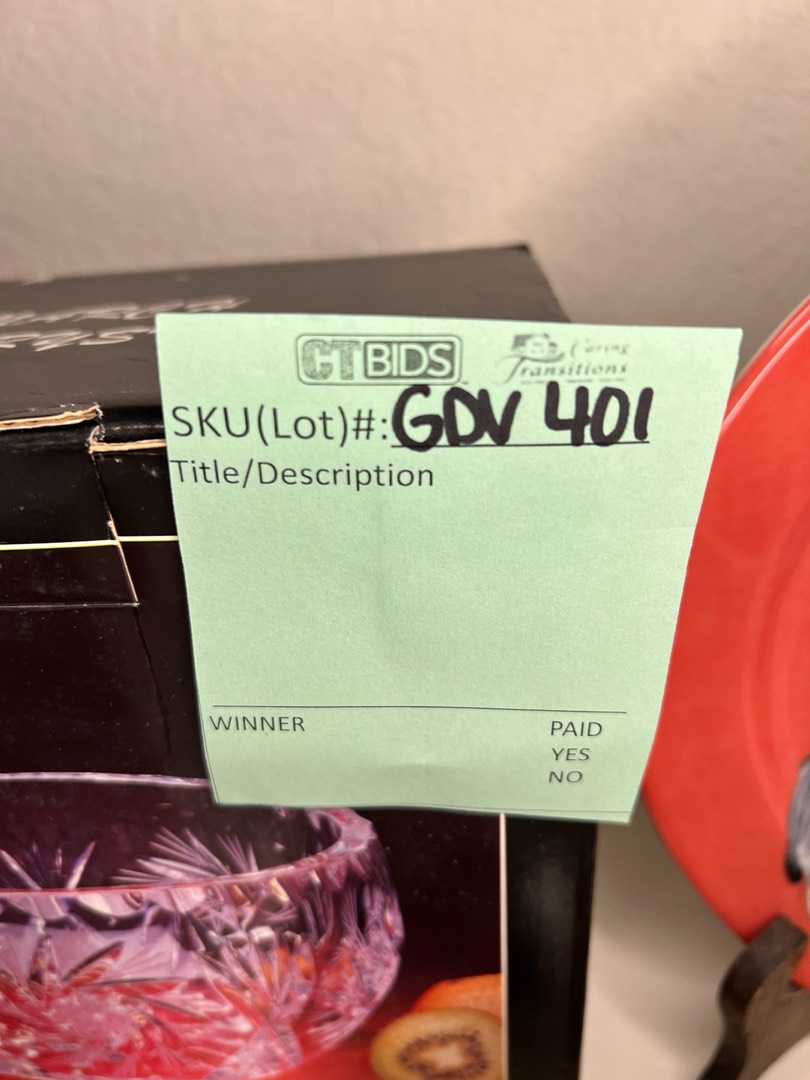 CTBIDS
Caring
Transitions
SKU(Lot)#: GDV 401
Title/Description
WINNER
PAID
YES
NO